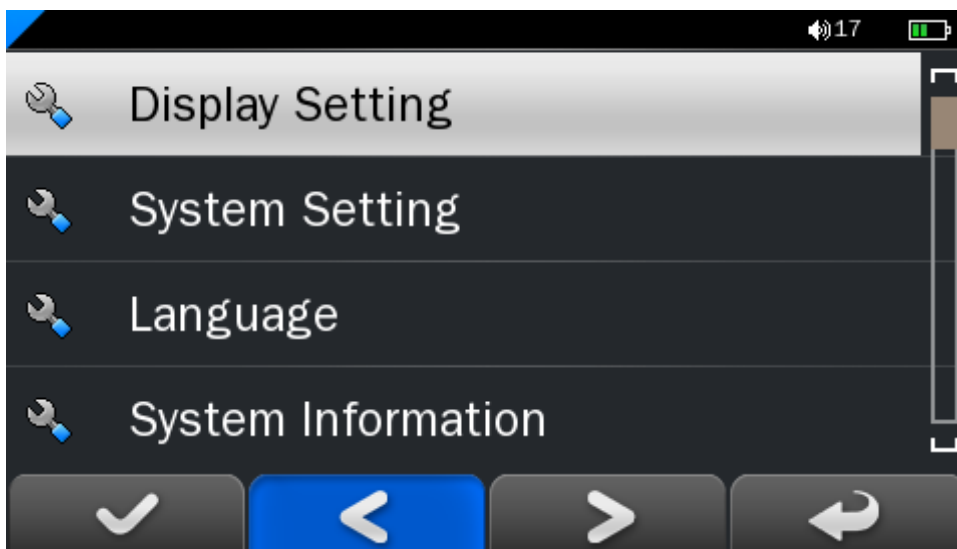 17
Display Setting
System Setting
Language
System Information